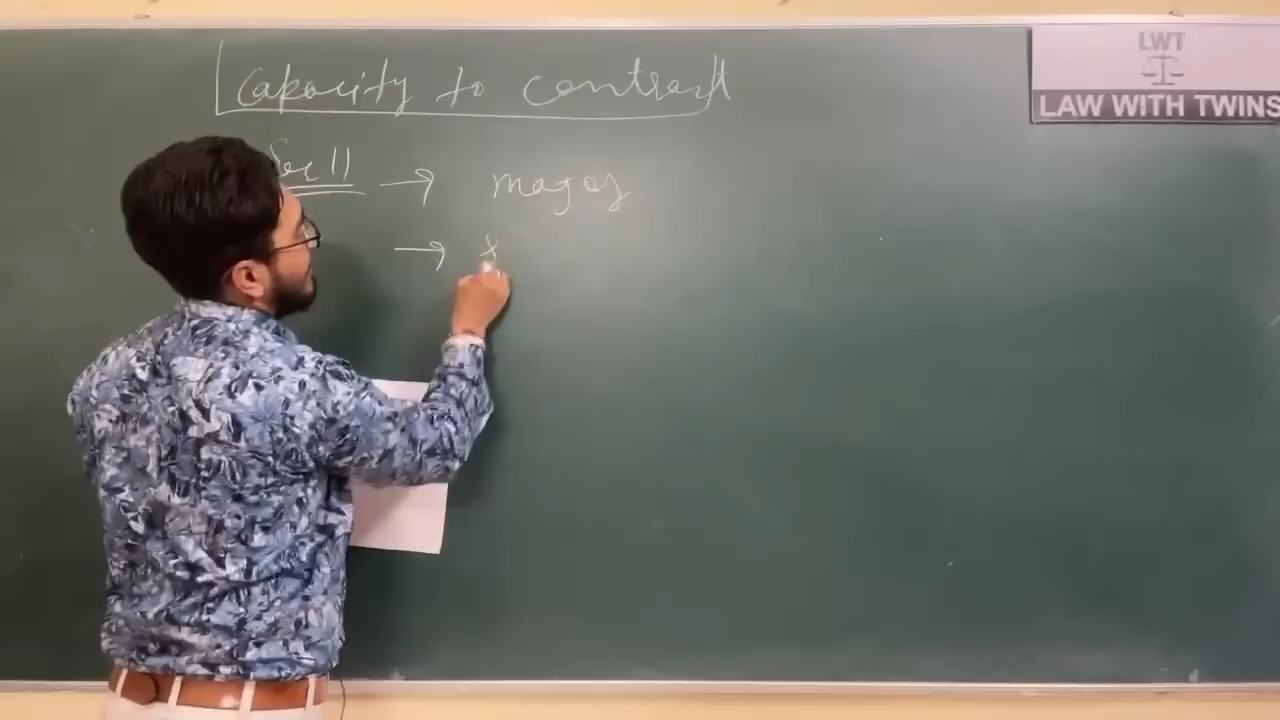 Capacity to contract
LWT
LAW WITH TWINS
Sec 11 → major
→